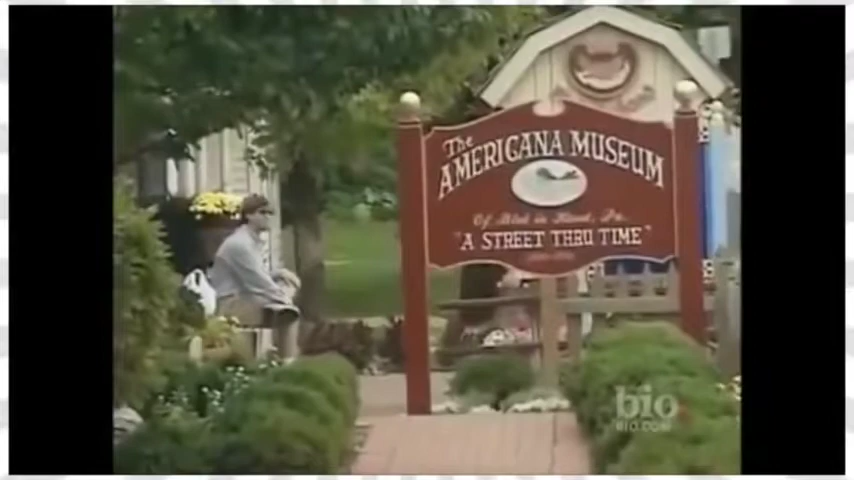 The
AMERICANA MUSEUM
Of Bird in Hand, Pa.
"A STREET THRU TIME"
bio
BIO.COM